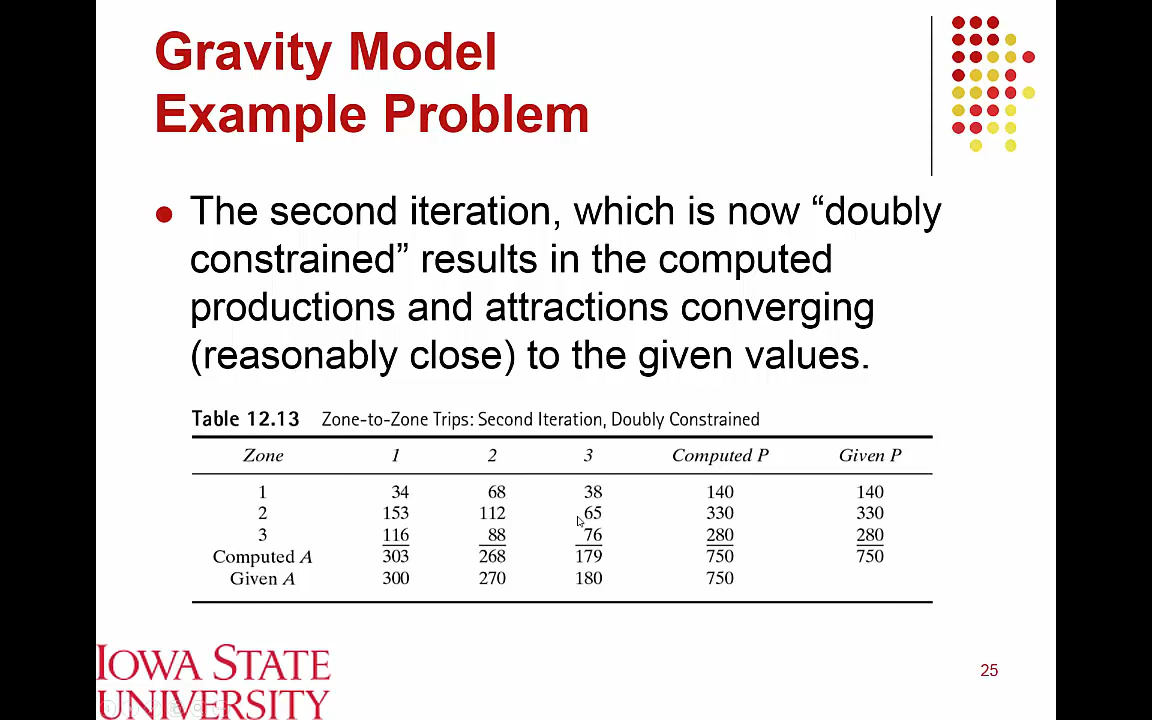 Gravity Model
Example Problem
The second iteration, which is now “doubly
constrained” results in the computed
productions and attractions converging
(reasonably close) to the given values.
Table 12.13 Zone-to-Zone Trips: Second Iteration, Doubly Constrained
Zone 1 2 3 Computed P Given P
1 34 68 38 140 140
2 153 112 65 330 330
3 116 88 76 280 280
Computed A 303 268 179 750 750
Given A 300 270 180 750
IOWA STATE
UNIVERSITY
25